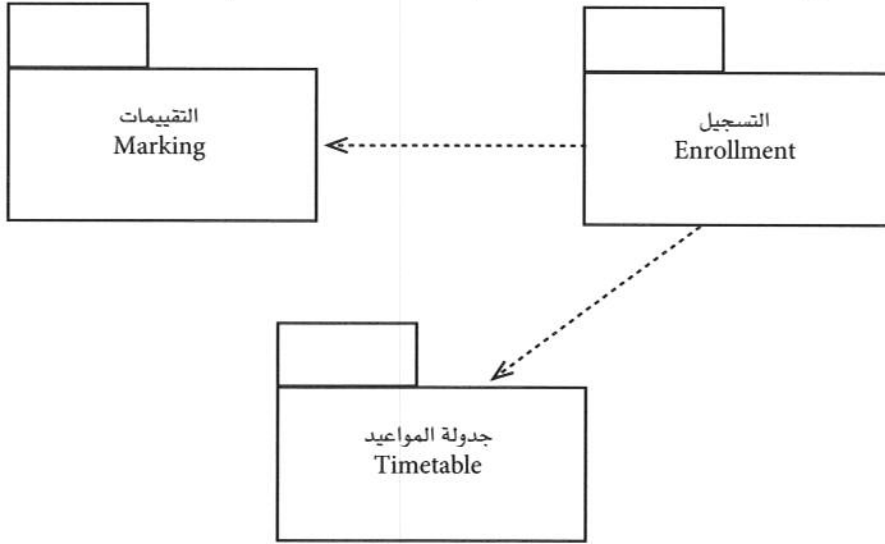 التقييمات
Marking
التسجيل
Enrollment
جدولة المواعيد
Timetable